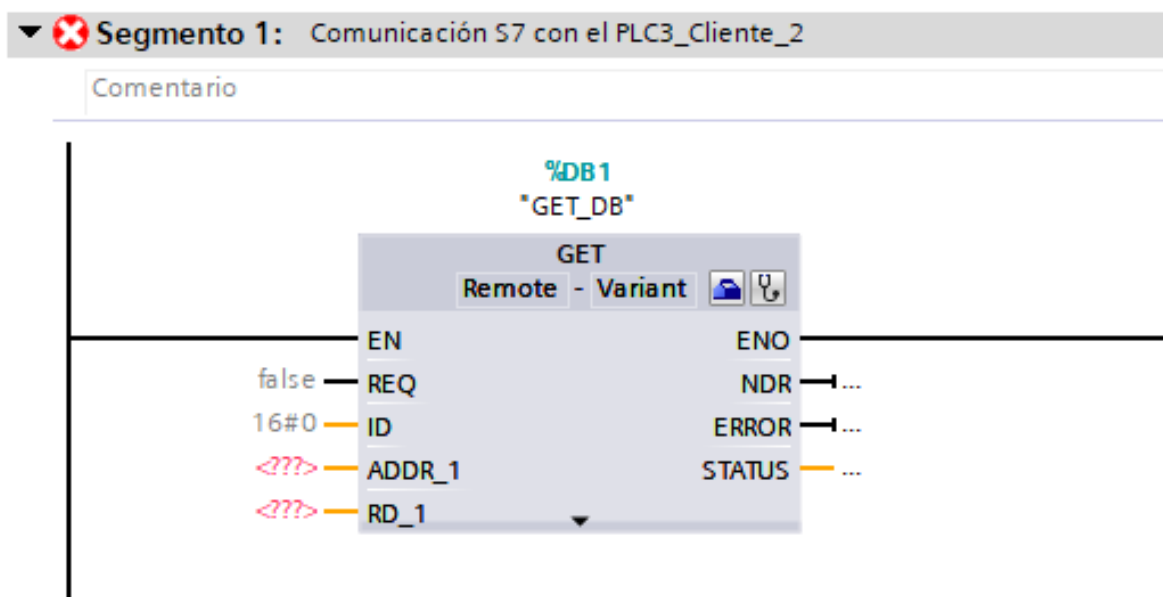 Segmento 1: Comunicación S7 con el PLC3_Cliente_2
Comentario
%DB1
"GET_DB"
GET
Remote - Variant
EN ENO
false REQ NDR ...
16#0 ID ERROR ...
<???> ADDR_1 STATUS ...
<???> RD_1